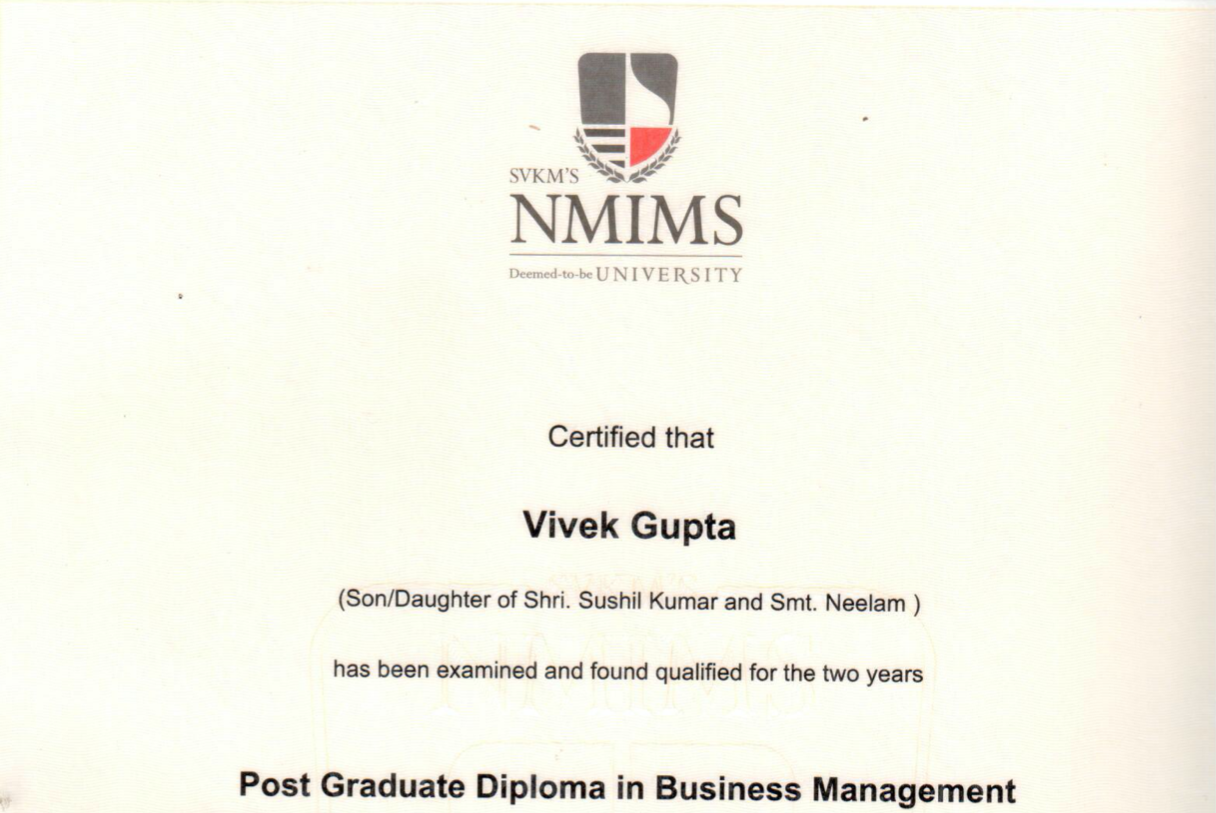 SVKM'S
NMIMS
Deemed-to-be UNIVERSITY
Certified that
Vivek Gupta
(Son/Daughter of Shri. Sushil Kumar and Smt. Neelam )
has been examined and found qualified for the two years
Post Graduate Diploma in Business Management